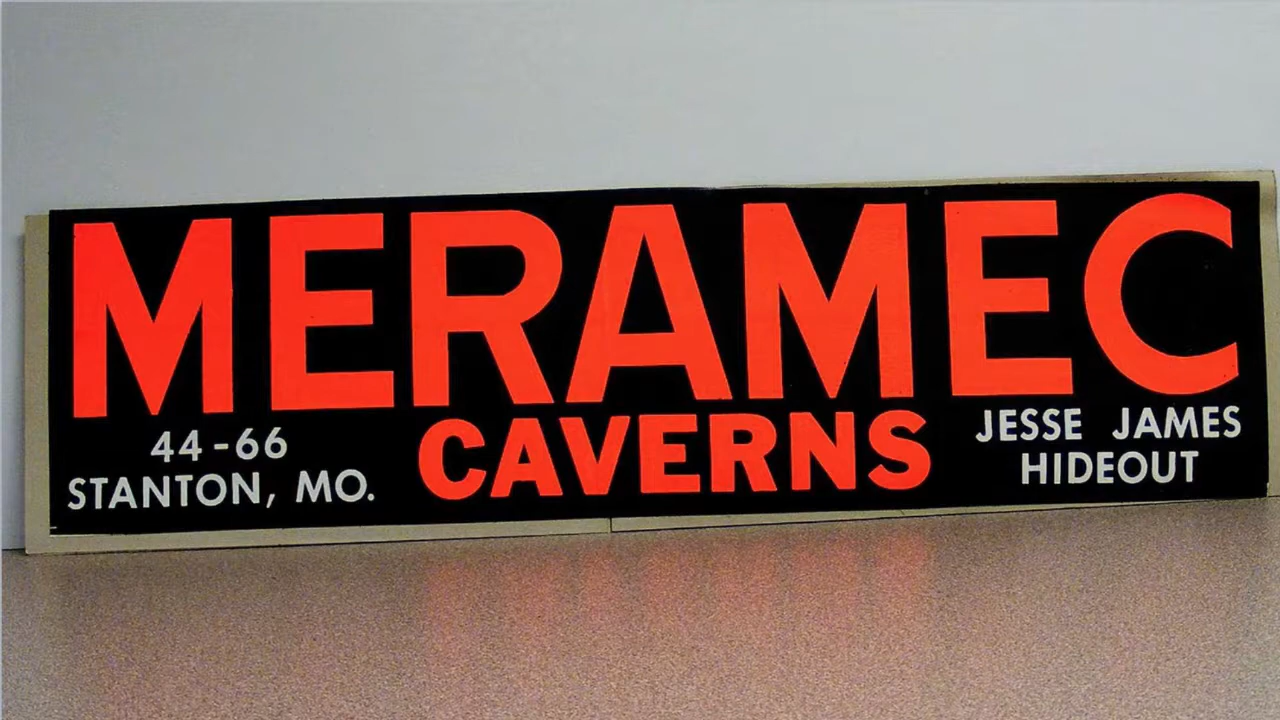 MERAMEC
CAVERNS
44-66
STANTON, MO.
JESSE JAMES
HIDEOUT